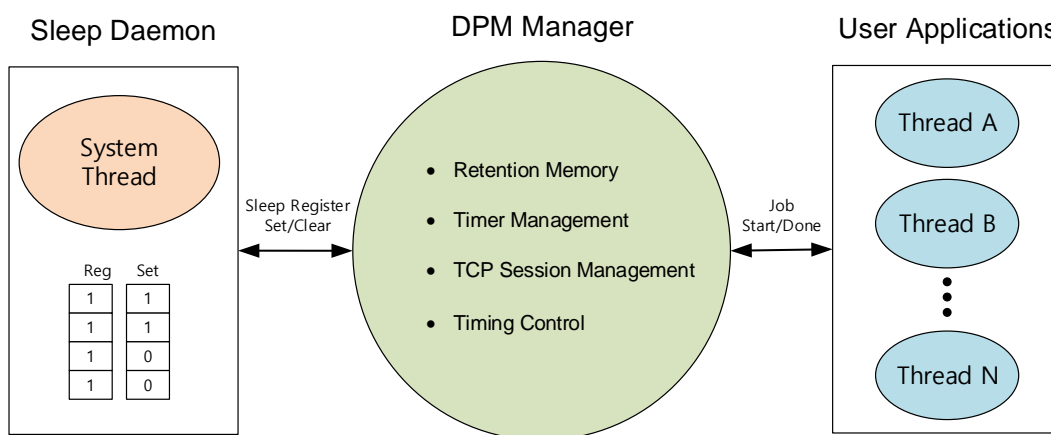 Sleep Daemon
DPM Manager
User Applications
System
Thread
Reg Set
1 1
1 1
1 0
1 0
Sleep Register
Set/Clear
• Retention Memory
• Timer Management
• TCP Session Management
• Timing Control
Job
Start/Done
Thread A
Thread B
Thread N